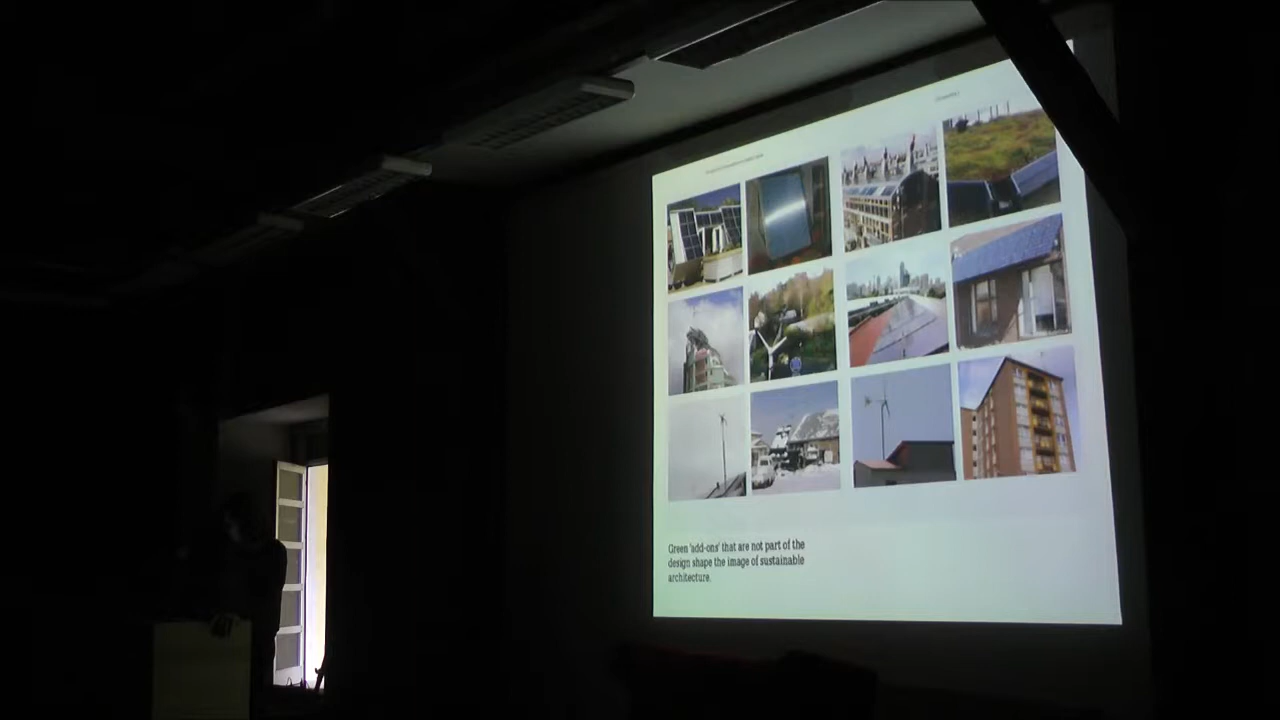 Green 'add-ons' that are not part of the
design shape the image of sustainable
architecture.